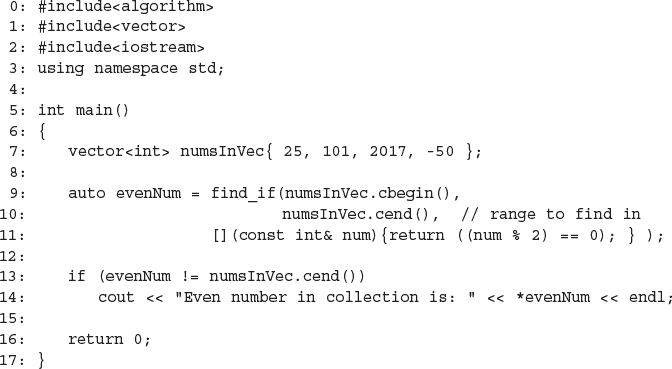 0: #include<algorithm>
1: #include<vector>
2: #include<iostream>
3: using namespace std;
4:
5: int main()
6: {
7:    vector<int> numsInVec{ 25, 101, 2017, -50 };
8:
9:    auto evenNum = find_if(numsInVec.cbegin(),
10:                         numsInVec.cend(),  // range to find in
11:                  [](const int& num){return ((num % 2) == 0); } );
12:
13:    if (evenNum != numsInVec.cend())
14:       cout << "Even number in collection is: " << *evenNum << endl;
15:
16:    return 0;
17: }